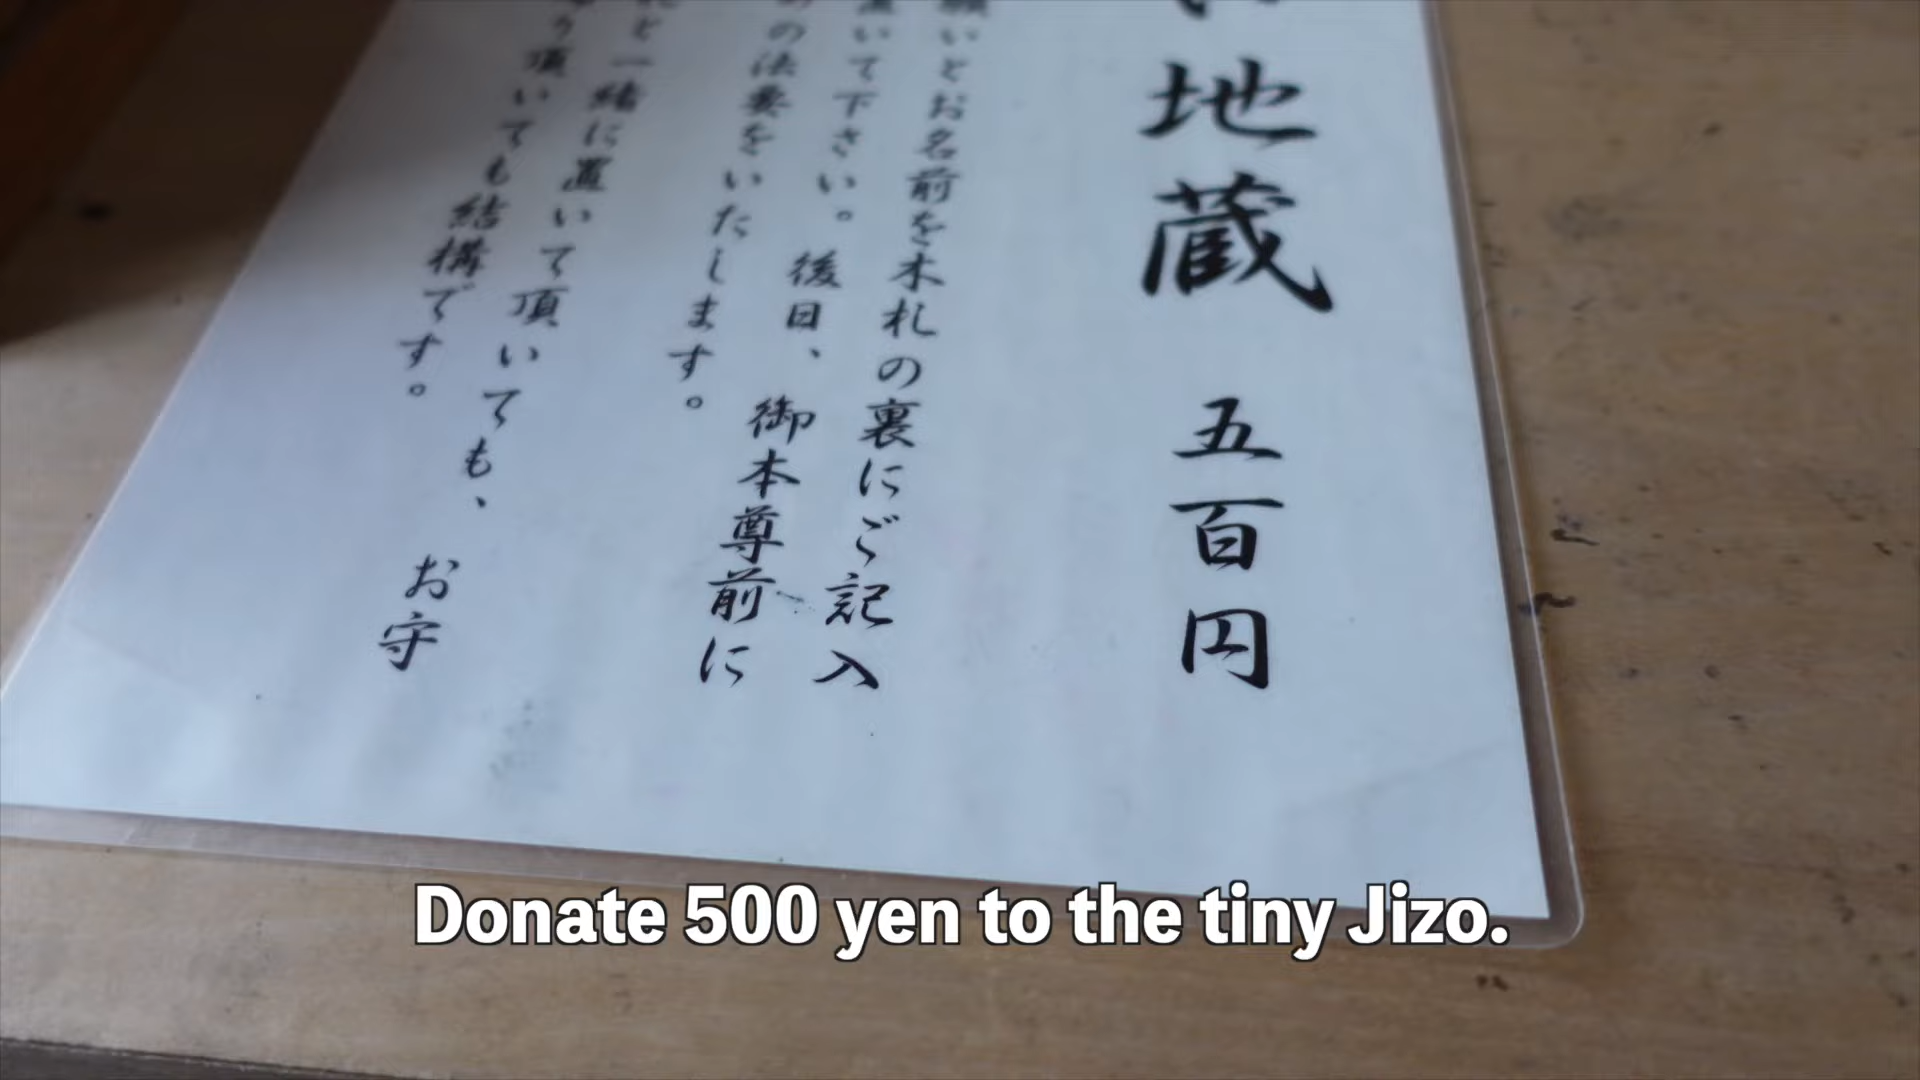 地蔵 五百円
いとお名前を木札の裏にご記入
いて下さい。後日、御本尊前に
の法要をいたします。
と一緒に置いて頂いても、お守
り頂いても結構です。
Donate 500 yen to the tiny Jizo.